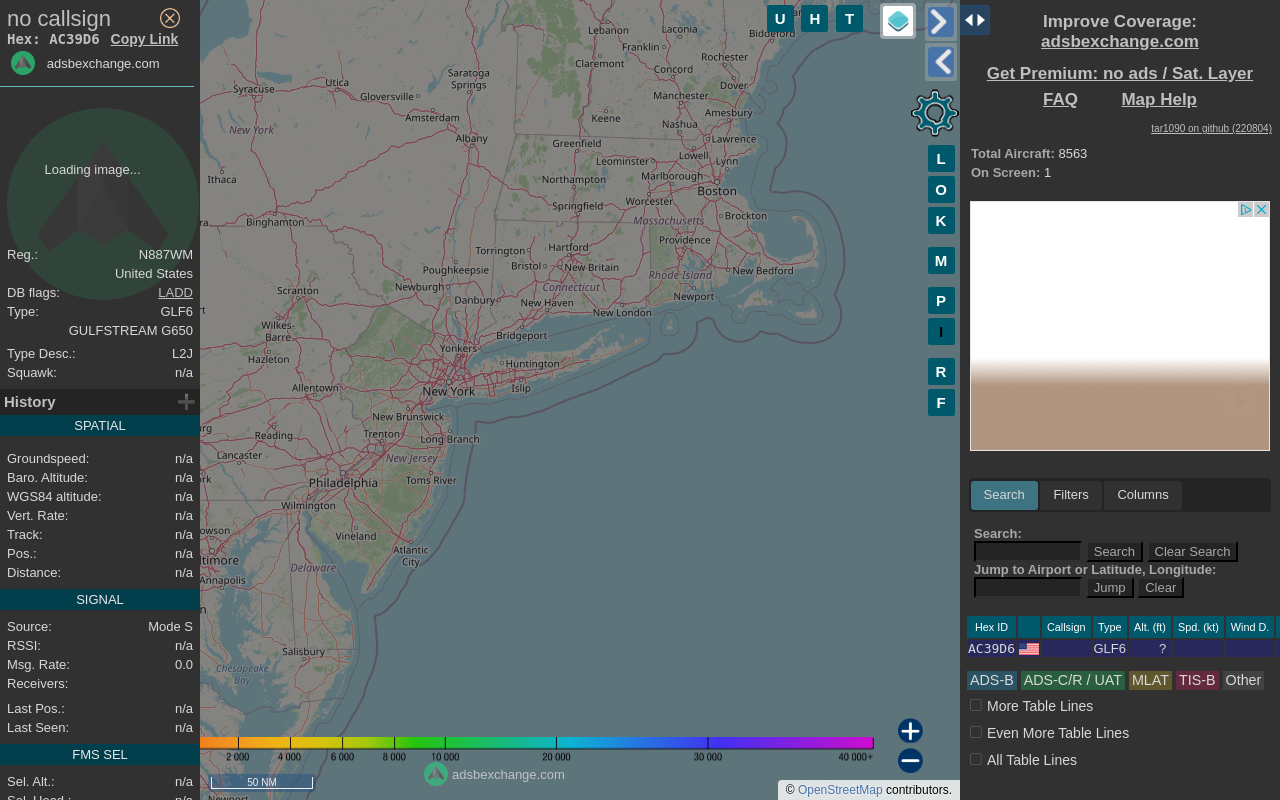 no callsign
Hex: AC39D6 Copy Link
adsbexchange.com
Loading image...
Reg.: N887WM
United States
DB flags: LADD
Type: GLF6
GULFSTREAM G650
Type Desc.: L2J
Squawk: n/a
History
SPATIAL
Groundspeed: n/a
Baro. Altitude: n/a
WGS84 altitude: n/a
Vert. Rate: n/a
Track: n/a
Pos.: n/a
Distance: n/a
SIGNAL
Source: Mode S
RSSI: n/a
Msg. Rate: 0.0
Receivers:
Last Pos.: n/a
Last Seen: n/a
FMS SEL
Sel. Alt.: n/a
U H T
Lebanon
Laconia
Biddeford
Franklin
Claremont
Rochester
Concord
Dover
Saratoga
Springs
Utica
Syracuse
Gloversville
Manchester
Amesbury
Amsterdam
Keene
Nashua
New York
Albany
Greenfield
Lawrence
Leominster
Lowell
Lynn
Ithaca
Northampton
Marlborough
Boston
Springfield
Worcester
Binghamton
Massachusetts
Brockton
Torrington
Hartford
Providence
Poughkeepsie
Bristol
New Britain
New Bedford
Rhode Island
Newburgh
Connecticut
Scranton
Danbury
New Haven
Newport
New London
Wilkes-
Barre
Bridgeport
Yonkers
Hazleton
Huntington
Allentown
New York
Islip
New Brunswick
Reading
Trenton
Long Branch
Lancaster
New Jersey
Philadelphia
Toms River
Wilmington
Vineland
Atlantic
City
Delaware
Annapolis
Salisbury
Chesapeake
Bay
L
O
K
M
P
I
R
F
2 000 4 000 6 000 8 000 10 000 20 000 30 000 40 000+
50 NM
adsbexchange.com
© OpenStreetMap contributors.
Improve Coverage:
adsbexchange.com
Get Premium: no ads / Sat. Layer
FAQ Map Help
tar1090 on github (220804)
Total Aircraft: 8563
On Screen: 1
Search Filters Columns
Search:
Search Clear Search
Jump to Airport or Latitude, Longitude:
Jump Clear
Hex ID Callsign Type Alt. (ft) Spd. (kt) Wind D.
AC39D6 GLF6 ?
ADS-B ADS-C/R / UAT MLAT TIS-B Other
More Table Lines
Even More Table Lines
All Table Lines